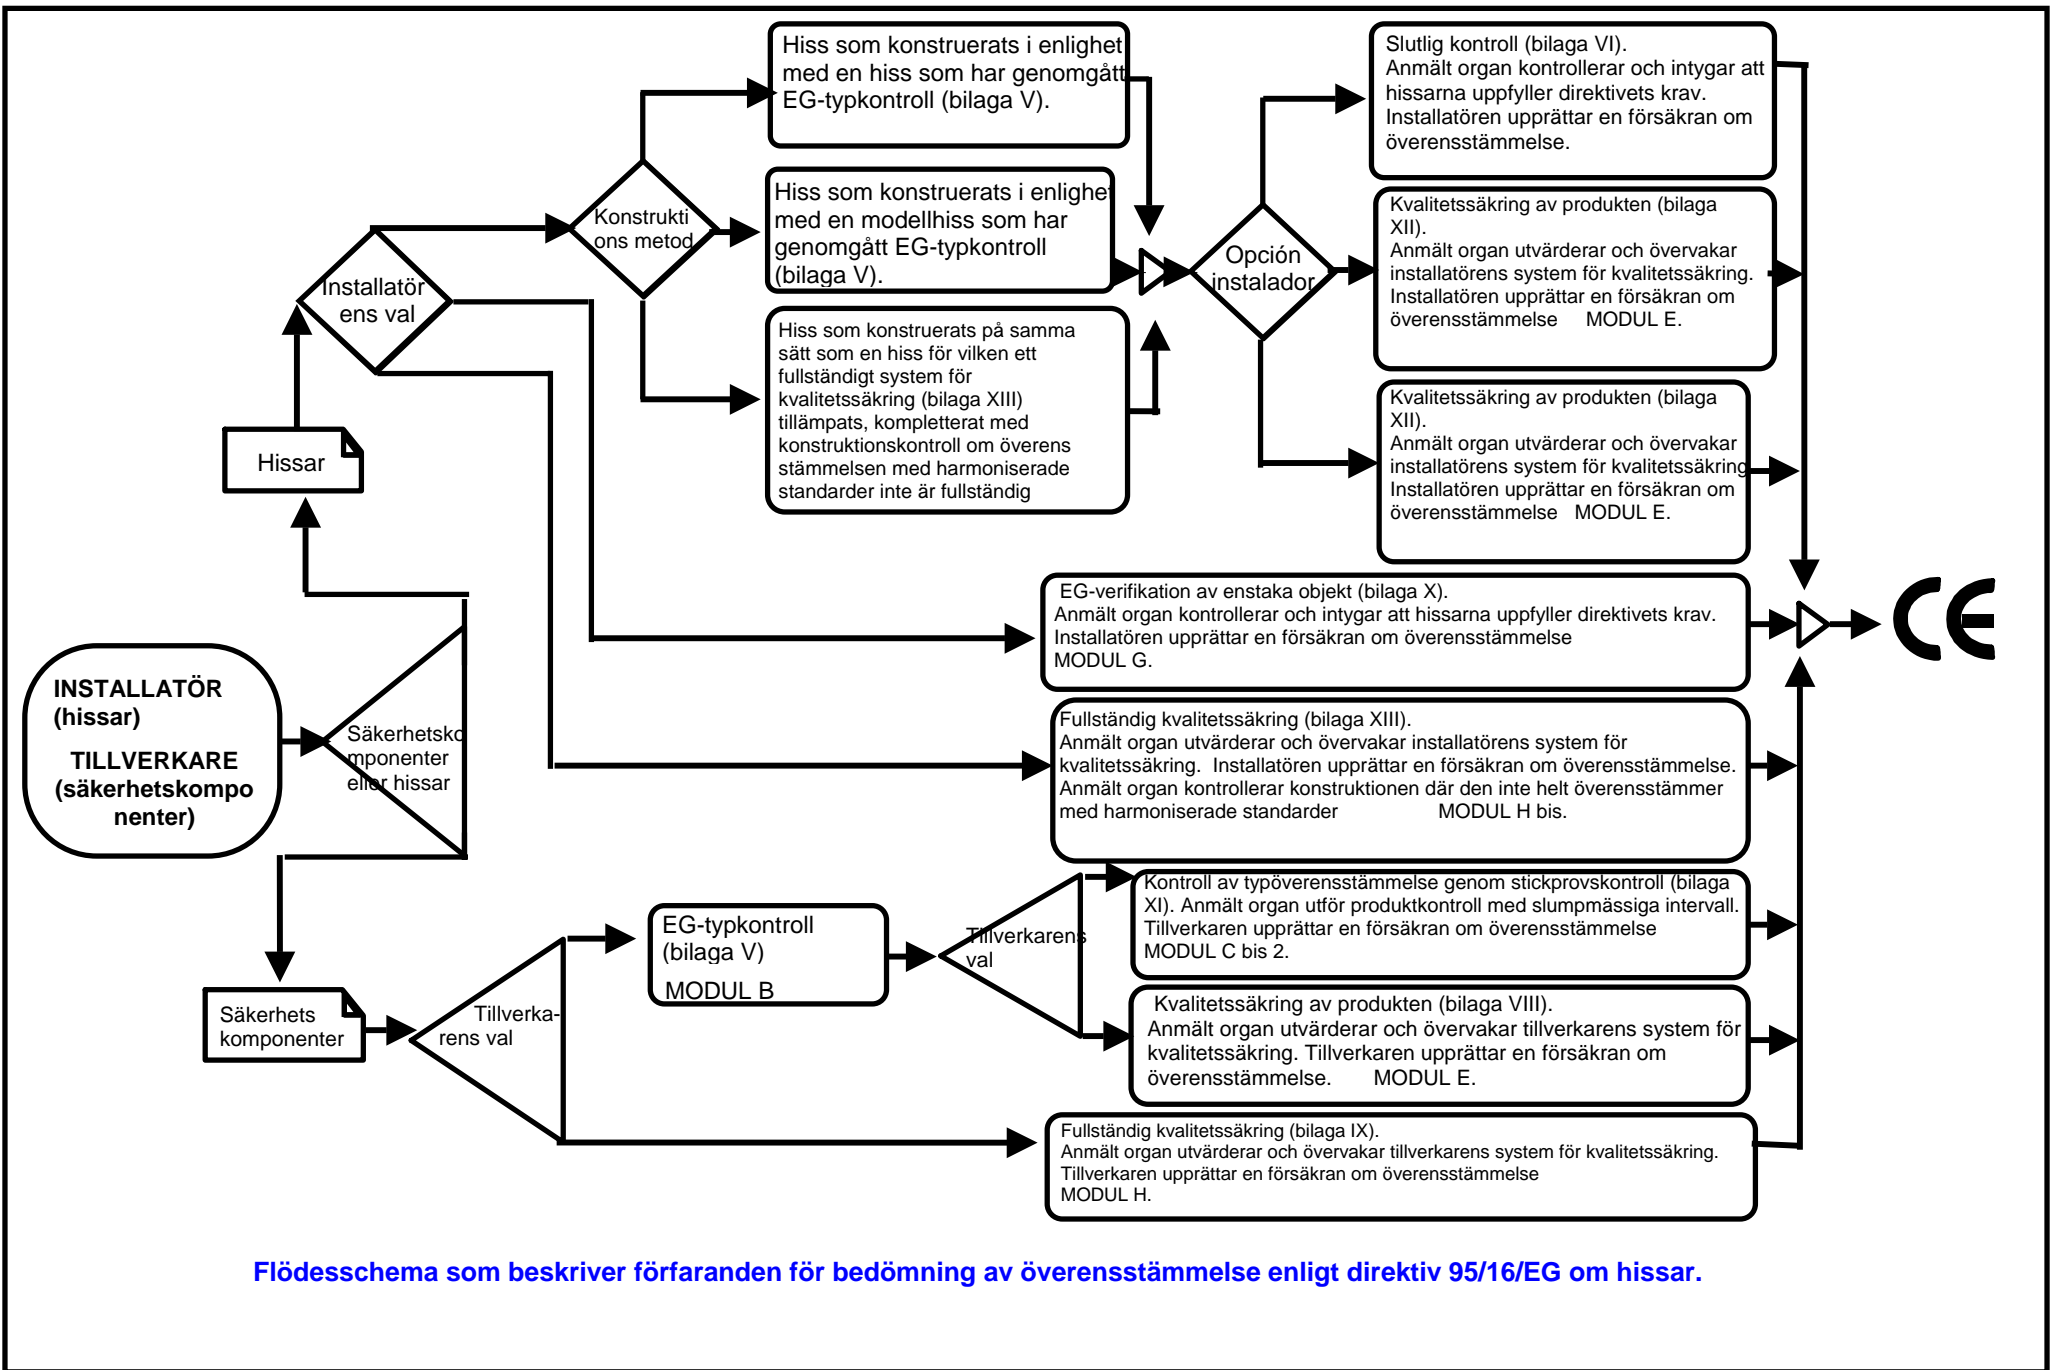 Hiss som konstruerats i enlighet
med en hiss som har genomgått
EG-typkontroll (bilaga V).
Slutlig kontroll (bilaga VI).
Anmält organ kontrollerar och intygar att
hissarna uppfyller direktivets krav.
Installatören upprättar en försäkran om
överensstämmelse.
Hiss som konstruerats i enlighet
med en modellhiss som har
genomgått EG-typkontroll
(bilaga V).
Konstrukti
ons metod
Kvalitetssäkring av produkten (bilaga
XII).
Anmält organ utvärderar och övervakar
installatörens system för kvalitetssäkring.
Installatören upprättar en försäkran om
överensstämmelse MODUL E.
Opción
instalador
Installatör
ens val
Hiss som konstruerats på samma
sätt som en hiss för vilken ett
fullständigt system för
kvalitetssäkring (bilaga XIII)
tillämpats, kompletterat med
konstruktionskontroll om överens
stämmelsen med harmoniserade
standarder inte är fullständig
Kvalitetssäkring av produkten (bilaga
XII).
Anmält organ utvärderar och övervakar
installatörens system för kvalitetssäkring
Installatören upprättar en försäkran om
överensstämmelse MODUL E.
Hissar
EG-verifikation av enstaka objekt (bilaga X).
Anmält organ kontrollerar och intygar att hissarna uppfyller direktivets krav.
Installatören upprättar en försäkran om överensstämmelse
MODUL G.
CE
INSTALLATÖR
(hissar)
TILLVERKARE
(säkerhetskompo
nenter)
Säkerhetsko
mponenter
eller hissar
Fullständig kvalitetssäkring (bilaga XIII).
Anmält organ utvärderar och övervakar installatörens system för
kvalitetssäkring. Installatören upprättar en försäkran om överensstämmelse.
Anmält organ kontrollerar konstruktionen där den inte helt överensstämmer
med harmoniserade standarder MODUL H bis.
Kontroll av typöverensstämmelse genom stickprovskontroll (bilaga
XI). Anmält organ utför produktkontroll med slumpmässiga intervall.
Tillverkaren upprättar en försäkran om överensstämmelse
MODUL C bis 2.
EG-typkontroll
(bilaga V)
MODUL B
Tillverkarens
val
Säkerhets
komponenter
Tillverka-
rens val
Kvalitetssäkring av produkten (bilaga VIII).
Anmält organ utvärderar och övervakar tillverkarens system för
kvalitetssäkring. Tillverkaren upprättar en försäkran om
överensstämmelse. MODUL E.
Fullständig kvalitetssäkring (bilaga IX).
Anmält organ utvärderar och övervakar tillverkarens system för kvalitetssäkring.
Tillverkaren upprättar en försäkran om överensstämmelse
MODUL H.
Flödesschema som beskriver förfaranden för bedömning av överensstämmelse enligt direktiv 95/16/EG om hissar.